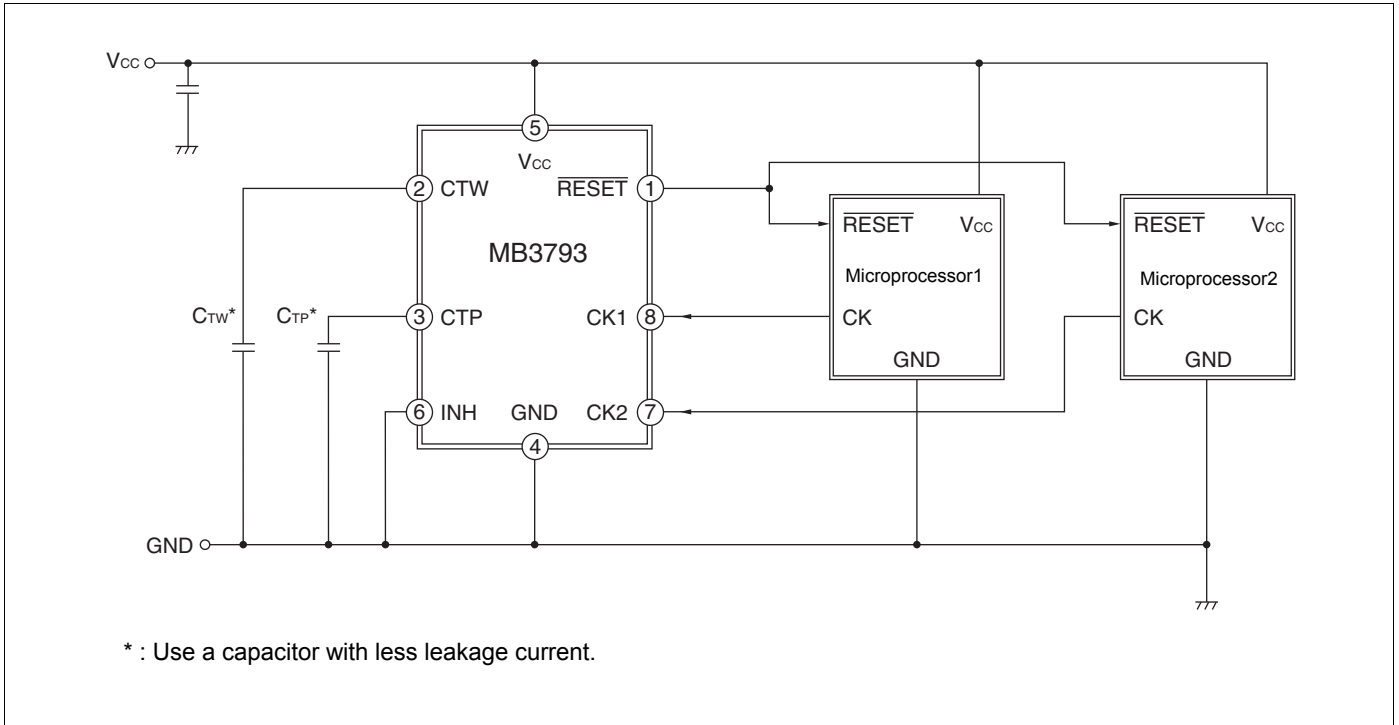 VCC
5
VCC
2 CTW
RESET 1
RESET VCC
RESET VCC
MB3793
Microprocessor1
Microprocessor2
CTW*
CTP*
3 CTP
CK1 8
CK
CK
GND
GND
6 INH
GND
CK2 7
4
GND
* : Use a capacitor with less leakage current.